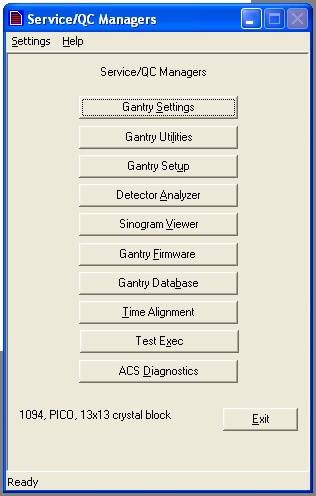 Service/QC Managers
Settings Help
Service/QC Managers
Gantry Settings
Gantry Utilities
Gantry Setup
Detector Analyzer
Sinogram Viewer
Gantry Firmware
Gantry Database
Time Alignment
Test Exec
ACS Diagnostics
1094, PICO, 13x13 crystal block
Exit
Ready